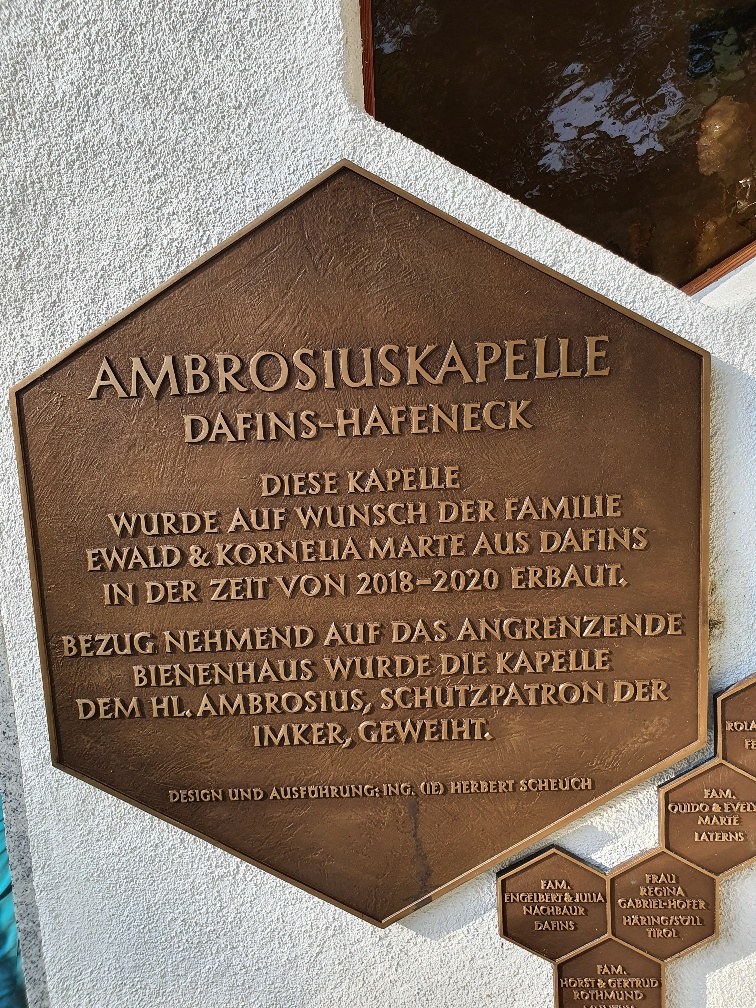 AMBROSIUSKAPELLE
DAFINS-HAFENECK
DIESE KAPELLE
WURDE AUF WUNSCH DER FAMILIE
EWALD & KORNELIA MARTE AUS DAFINS
IN DER ZEIT VON 2018-2020 ERBAUT.
BEZUG NEHMEND AUF DAS ANGRENZENDE
BIENENHAUS WURDE DIE KAPELLE
DEM HL. AMBROSIUS, SCHUTZPATRON DER
IMKER, GEWEIHT.
DESIGN UND AUSFÜHRUNG: ING. (IE) HERBERT SCHEUCH
FAM.
MARTE
LATERNS
FAM.
ENGELBERT & JULIA
NACHBAUR
DAFINS
FRAU
REGINA
GABRIEL-HOFER
HÄRING/SÖLL
TIROL
FAM.
HORST & GERTRUD
ROTHMUND